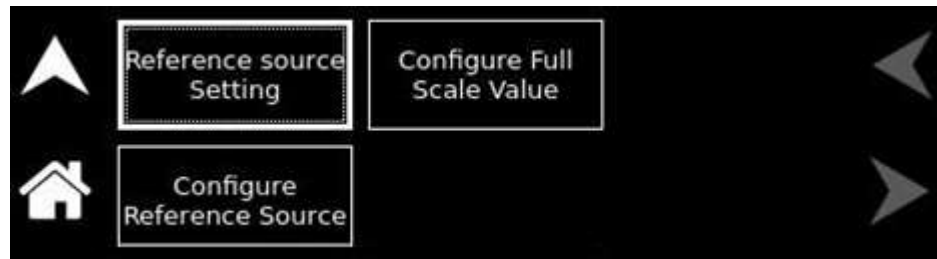 Reference source
Setting
Configure Full
Scale Value
Configure
Reference Source